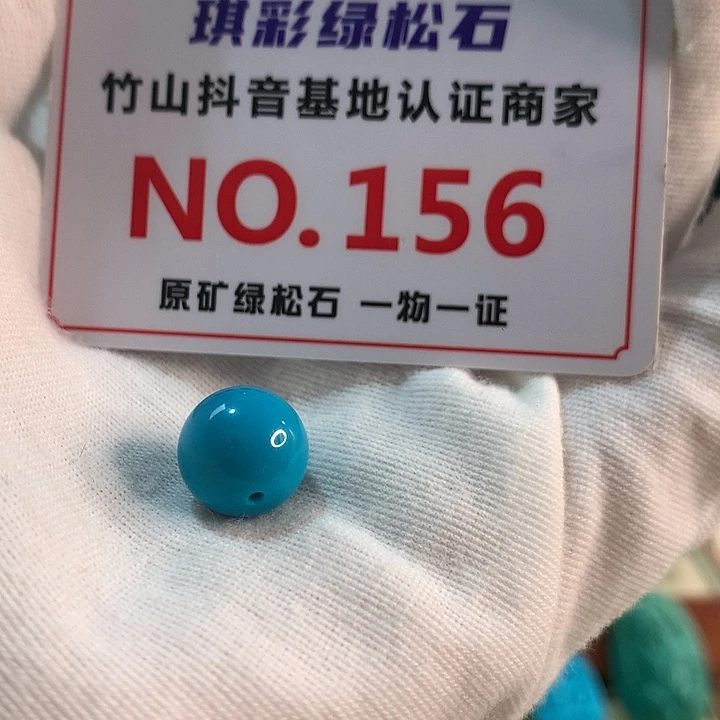 琪彩绿松石
竹山抖音基地认证商家
NO.156
原矿绿松石 一物一证